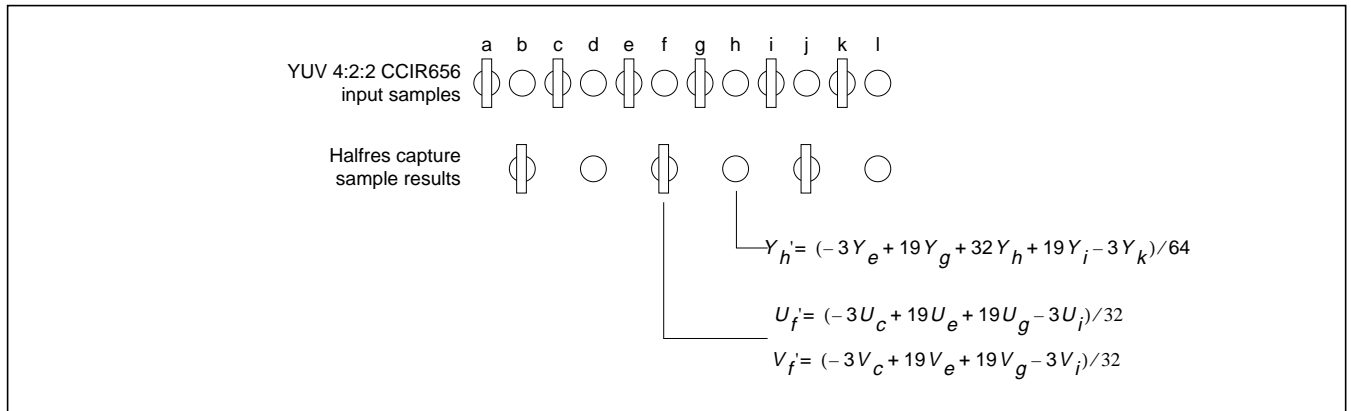 a b c d e f g h i j k l
YUV 4:2:2 CCIR656
input samples
Halfres capture
sample results
Y_h'= (– 3Y_e + 19Y_g + 32Y_h + 19Y_i – 3Y_k)/64
U_f'= (– 3U_c + 19U_e + 19U_g – 3U_i)/32
V_f'= (– 3V_c + 19V_e + 19V_g – 3V_i)/32